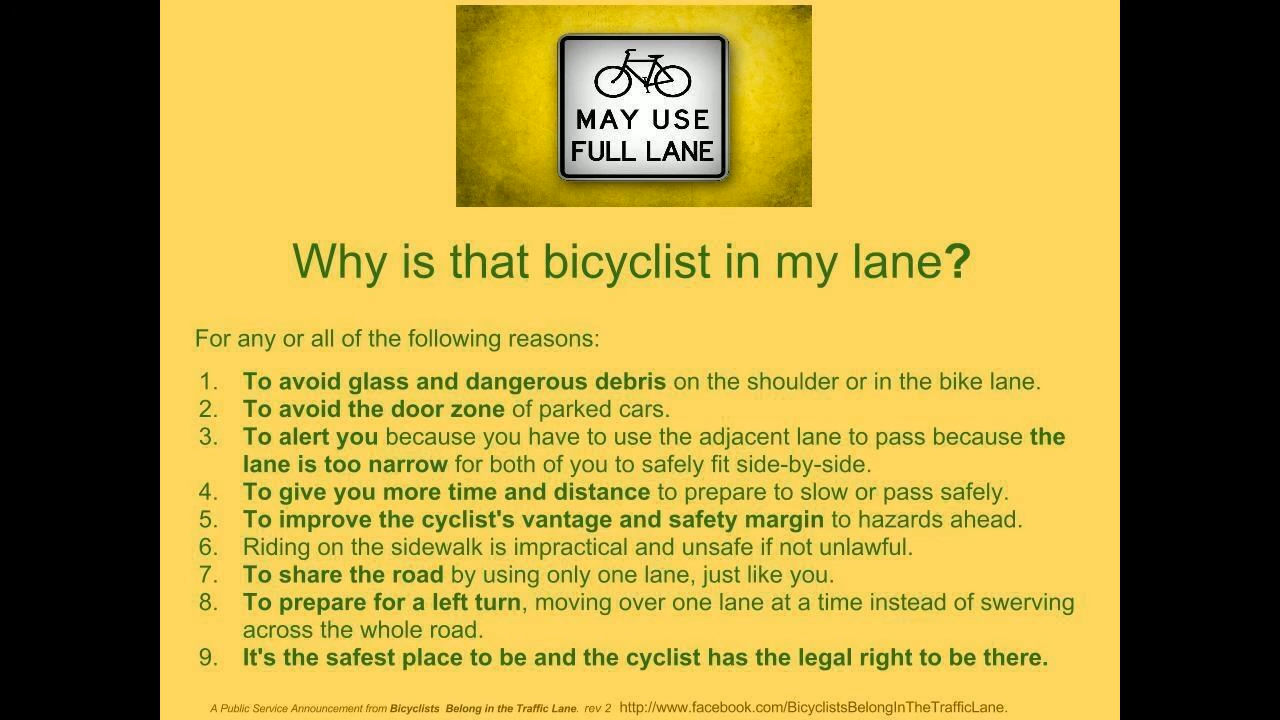 MAY USE
FULL LANE
Why is that bicyclist in my lane?
For any or all of the following reasons:
1. To avoid glass and dangerous debris on the shoulder or in the bike lane.
2. To avoid the door zone of parked cars.
3. To alert you because you have to use the adjacent lane to pass because the
lane is too narrow for both of you to safely fit side-by-side.
4. To give you more time and distance to prepare to slow or pass safely.
5. To improve the cyclist's vantage and safety margin to hazards ahead.
6. Riding on the sidewalk is impractical and unsafe if not unlawful.
7. To share the road by using only one lane, just like you.
8. To prepare for a left turn, moving over one lane at a time instead of swerving
across the whole road.
9. It's the safest place to be and the cyclist has the legal right to be there.
A Public Service Announcement from Bicyclists Belong in the Traffic Lane. rev 2 http://www.facebook.com/BicyclistsBelongInTheTrafficLane.